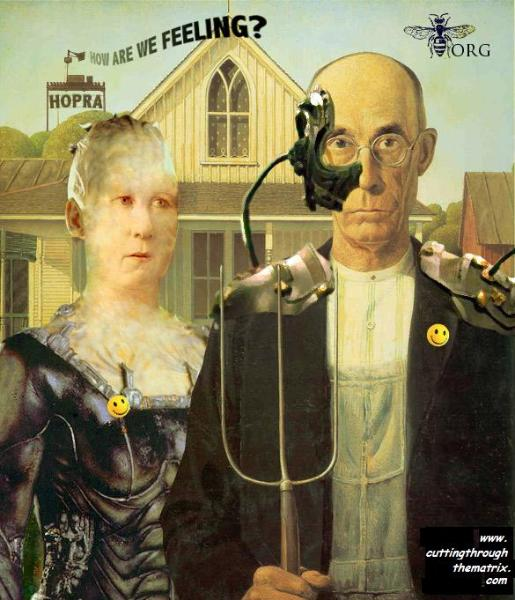 HOW ARE WE FEELING?
ORG
HOPRA
www.
cuttingthrough
thematrix.
com